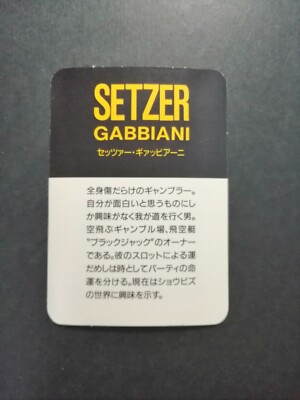 SETZER
GABBIANI
セッツァー・ギャッビアーニ
全身傷だらけのギャンブラー。
自分が面白いと思うものにし
か興味がなく我が道を行く男。
空飛ぶギャンブル場、飛空艇
"ブラックジャック"のオーナー
である。彼のスロットによる運
だめしは時としてパーティの命
運を分ける。現在はショウビズ
の世界に興味を示す。